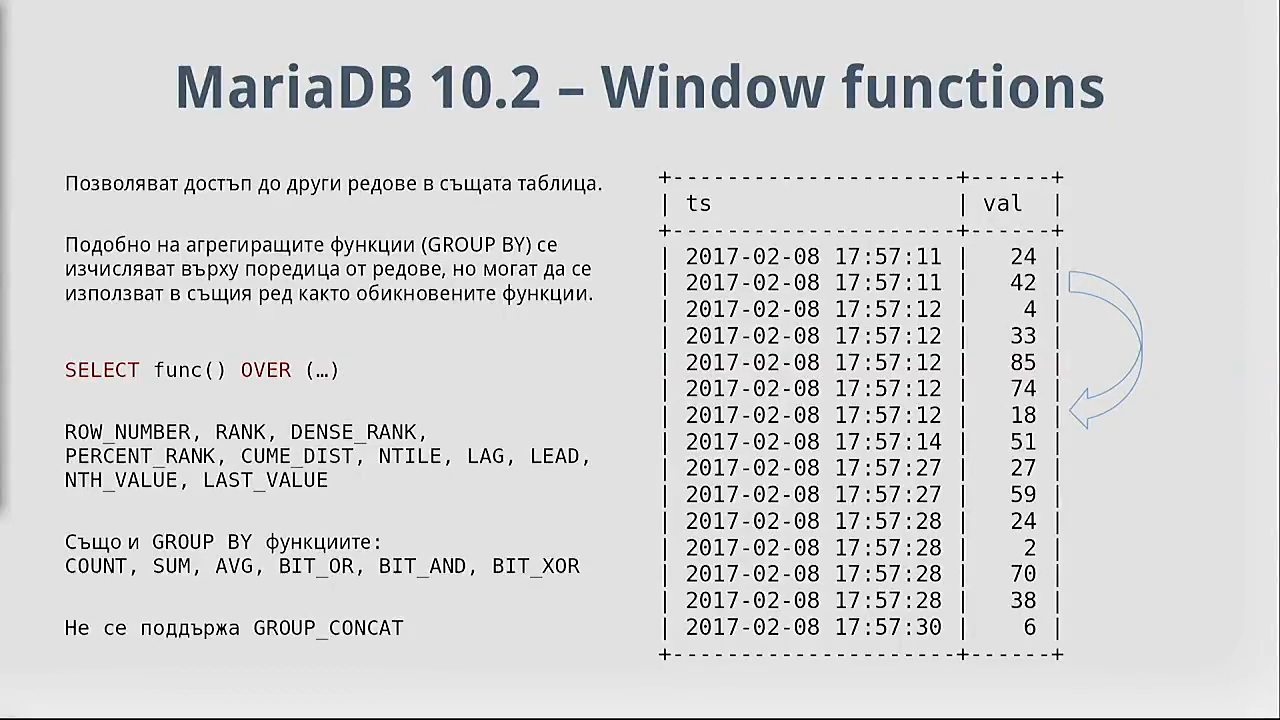 MariaDB 10.2 – Window functions
Позволяват достъп до други редове в същата таблица.
Подобно на агрегиращите функции (GROUP BY) се
изчисляват върху поредица от редове, но могат да се
използват в същия ред както обикновените функции.
SELECT func() OVER (…)
ROW_NUMBER, RANK, DENSE_RANK,
PERCENT_RANK, CUME_DIST, NTILE, LAG, LEAD,
NTH_VALUE, LAST_VALUE
Също и GROUP BY функциите:
COUNT, SUM, AVG, BIT_OR, BIT_AND, BIT_XOR
Не се поддържа GROUP_CONCAT
+---------------------+------+
| ts                  | val  |
+---------------------+------+
| 2017-02-08 17:57:11 |   24 |
| 2017-02-08 17:57:11 |   42 |
| 2017-02-08 17:57:12 |    4 |
| 2017-02-08 17:57:12 |   33 |
| 2017-02-08 17:57:12 |   85 |
| 2017-02-08 17:57:12 |   74 |
| 2017-02-08 17:57:12 |   18 |
| 2017-02-08 17:57:14 |   51 |
| 2017-02-08 17:57:27 |   27 |
| 2017-02-08 17:57:27 |   59 |
| 2017-02-08 17:57:28 |   24 |
| 2017-02-08 17:57:28 |    2 |
| 2017-02-08 17:57:28 |   70 |
| 2017-02-08 17:57:28 |   38 |
| 2017-02-08 17:57:30 |    6 |
+---------------------+------+